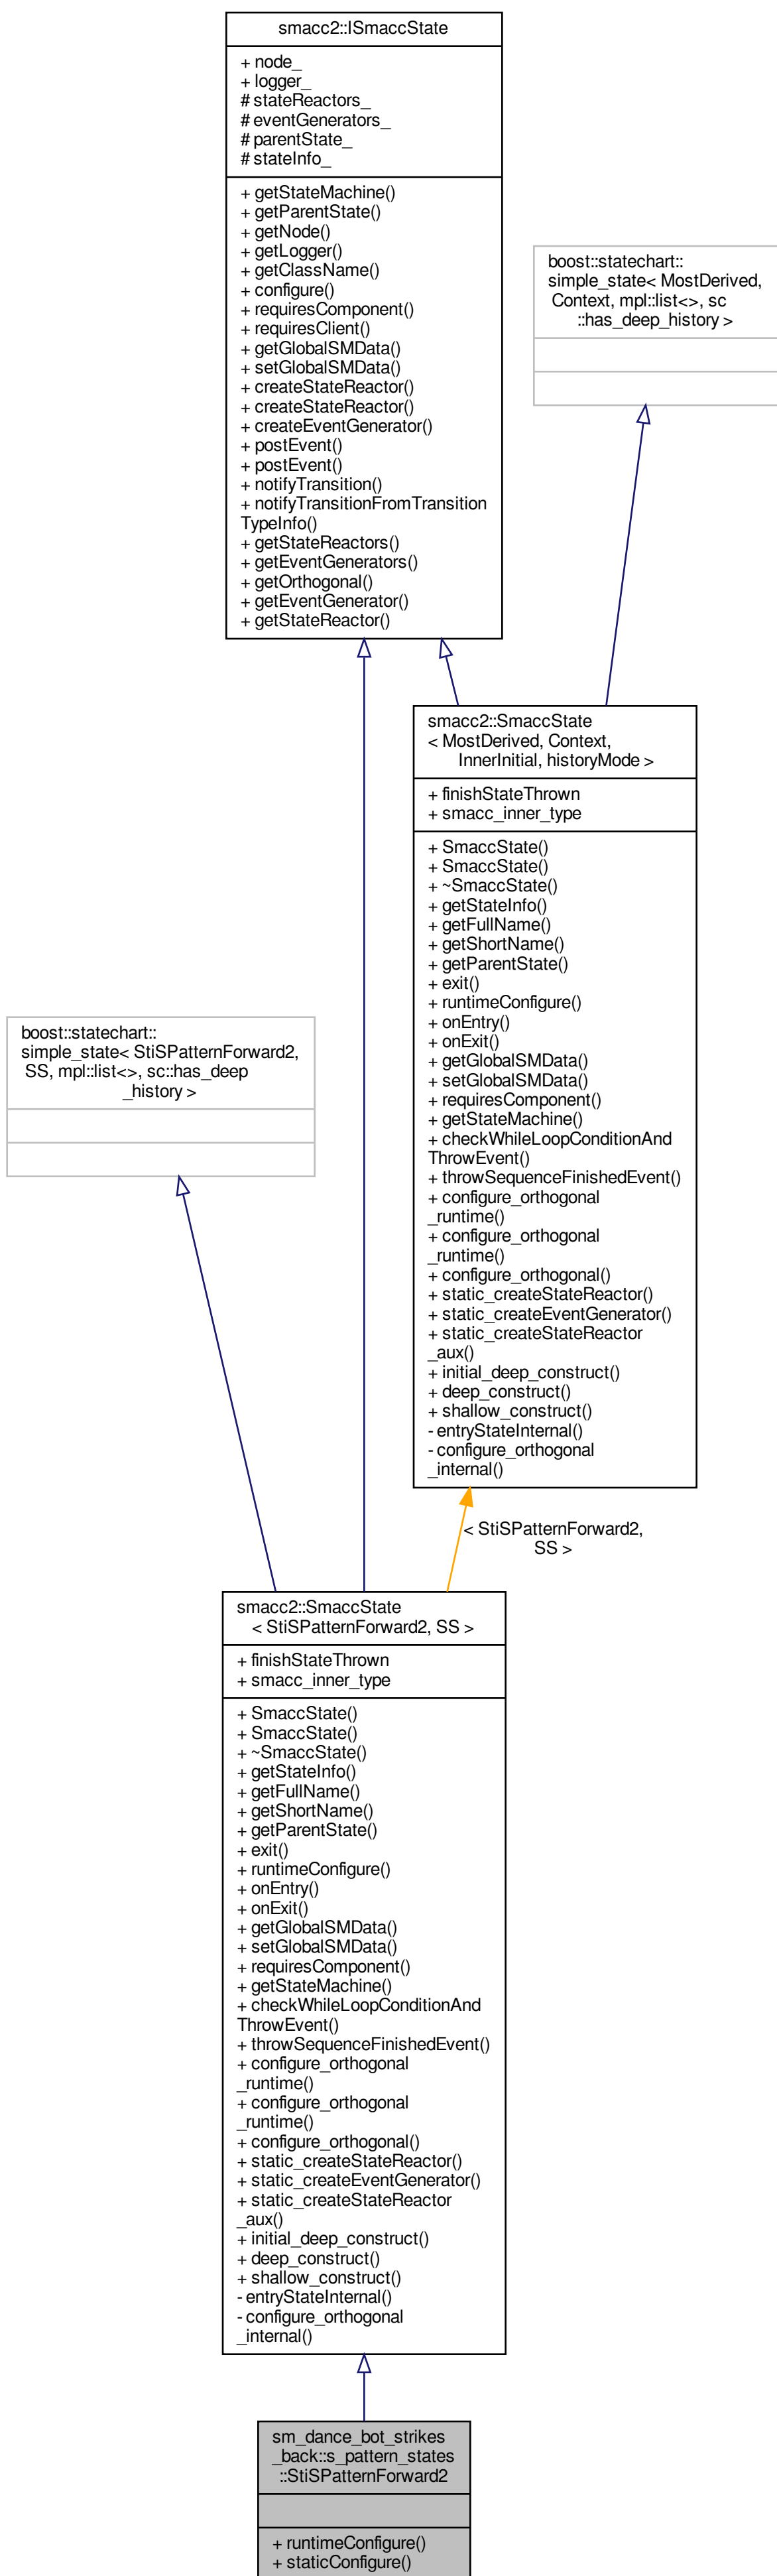 smacc2::ISmaccState
+ node_
+ logger_
# stateReactors_
# eventGenerators_
# parentState_
# stateInfo_
+ getStateMachine()
+ getParentState()
+ getNode()
+ getLogger()
+ getClassName()
+ configure()
+ requiresComponent()
+ requiresClient()
+ getGlobalSMData()
+ setGlobalSMData()
+ createStateReactor()
+ createStateReactor()
+ createEventGenerator()
+ postEvent()
+ postEvent()
+ notifyTransition()
+ notifyTransitionFromTransition
TypeInfo()
+ getStateReactors()
+ getEventGenerators()
+ getOrthogonal()
+ getEventGenerator()
+ getStateReactor()
boost::statechart::
simple_state< MostDerived,
Context, mpl::list<>, sc
::has_deep_history >
smacc2::SmaccState
< MostDerived, Context,
InnerInitial, historyMode >
+ finishStateThrown
+ smacc_inner_type
+ SmaccState()
+ SmaccState()
+ ~SmaccState()
+ getStateInfo()
+ getFullName()
+ getShortName()
+ getParentState()
+ exit()
+ runtimeConfigure()
+ onEntry()
+ onExit()
+ getGlobalSMData()
+ setGlobalSMData()
+ requiresComponent()
+ getStateMachine()
+ checkWhileLoopConditionAnd
ThrowEvent()
+ throwSequenceFinishedEvent()
+ configure_orthogonal
_runtime()
+ configure_orthogonal
_runtime()
+ configure_orthogonal()
+ static_createStateReactor()
+ static_createEventGenerator()
+ static_createStateReactor
_aux()
+ initial_deep_construct()
+ deep_construct()
+ shallow_construct()
- entryStateInternal()
- configure_orthogonal
_internal()
boost::statechart::
simple_state< StiSPatternForward2,
SS, mpl::list<>, sc::has_deep
_history >
< StiSPatternForward2,
SS >
smacc2::SmaccState
< StiSPatternForward2, SS >
+ finishStateThrown
+ smacc_inner_type
+ SmaccState()
+ SmaccState()
+ ~SmaccState()
+ getStateInfo()
+ getFullName()
+ getShortName()
+ getParentState()
+ exit()
+ runtimeConfigure()
+ onEntry()
+ onExit()
+ getGlobalSMData()
+ setGlobalSMData()
+ requiresComponent()
+ getStateMachine()
+ checkWhileLoopConditionAnd
ThrowEvent()
+ throwSequenceFinishedEvent()
+ configure_orthogonal
_runtime()
+ configure_orthogonal
_runtime()
+ configure_orthogonal()
+ static_createStateReactor()
+ static_createEventGenerator()
+ static_createStateReactor
_aux()
+ initial_deep_construct()
+ deep_construct()
+ shallow_construct()
- entryStateInternal()
- configure_orthogonal
_internal()
sm_dance_bot_strikes
_back::s_pattern_states
::StiSPatternForward2
+ runtimeConfigure()
+ staticConfigure()